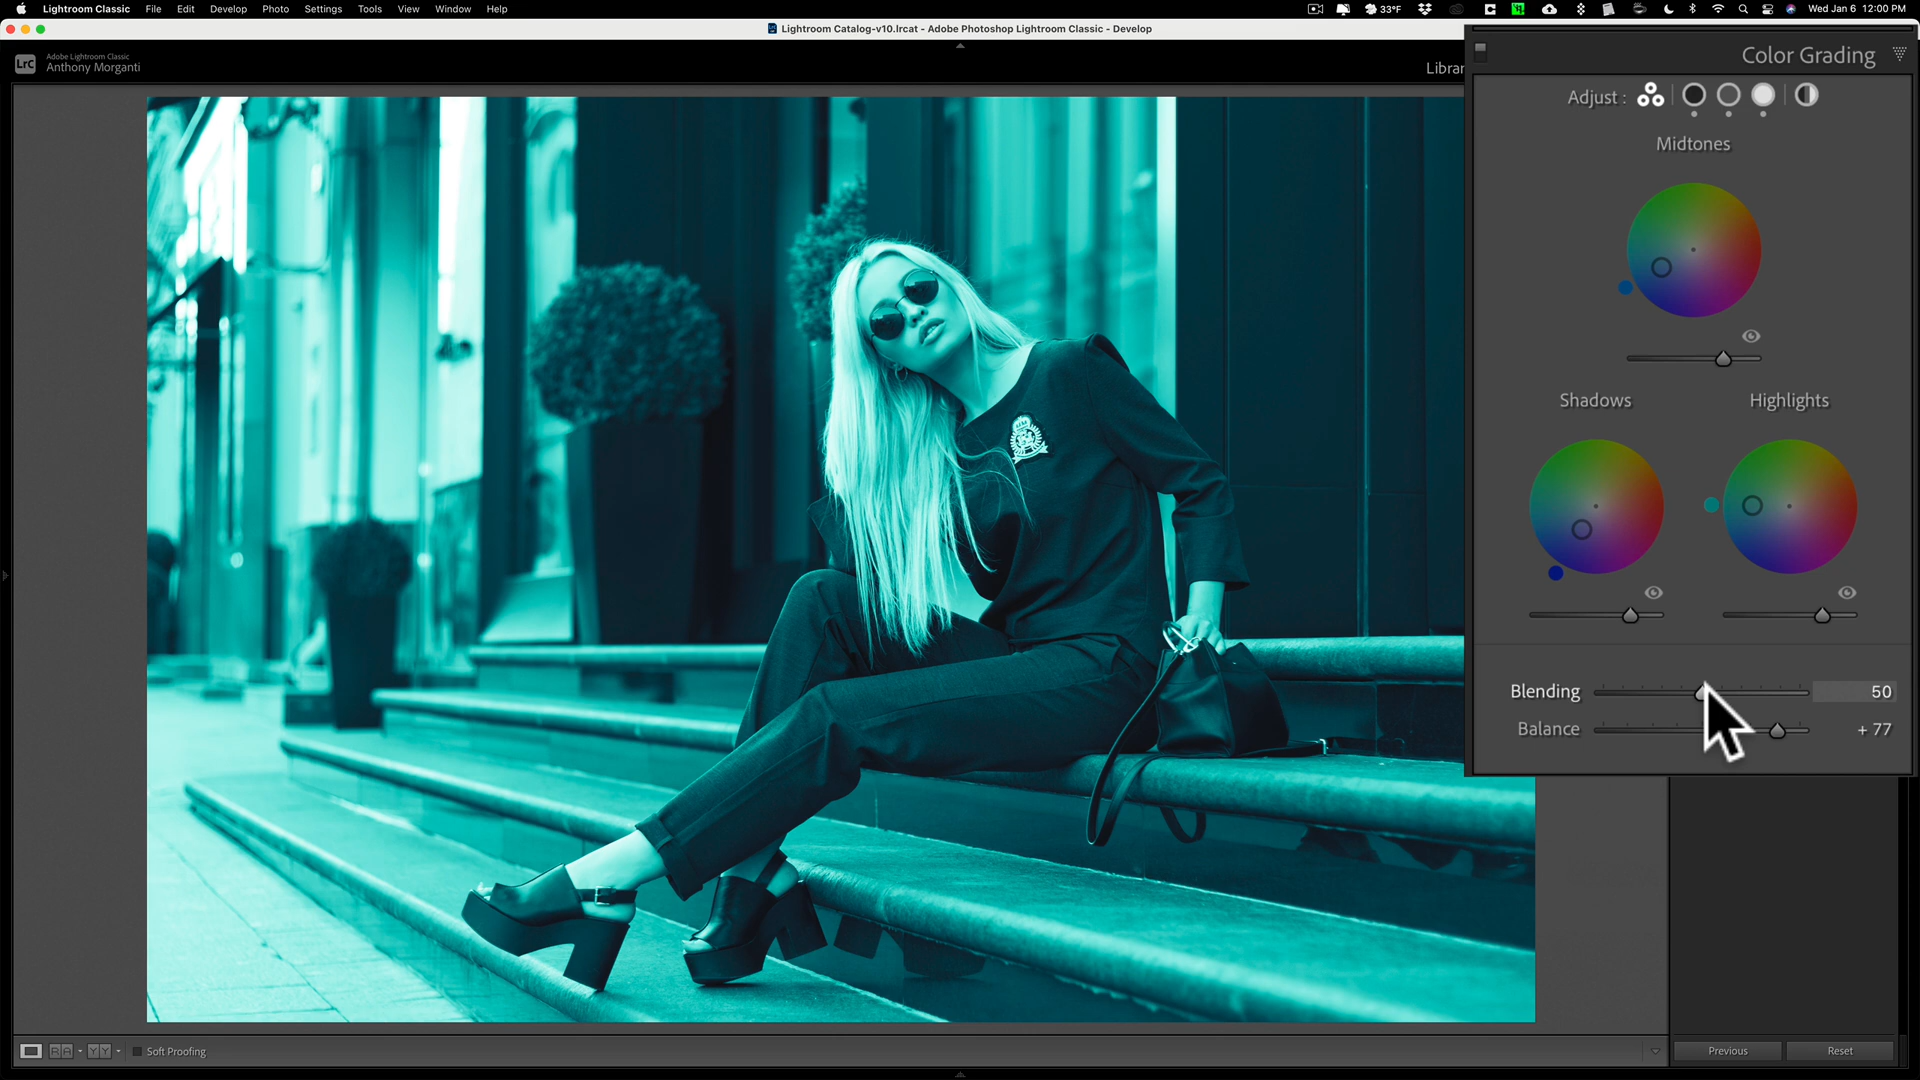 Lightroom Classic File Edit Develop Photo Settings Tools View Window Help 33°F Wed Jan 6 12:00 PM
Lightroom Catalog-v10.lrcat - Adobe Photoshop Lightroom Classic - Develop
LrC
Adobe Lightroom Classic
Anthony Morganti
Librar
Color Grading
Adjust :
Midtones
Shadows Highlights
Blending 50
Balance + 77
RA YY Soft Proofing
Previous Reset